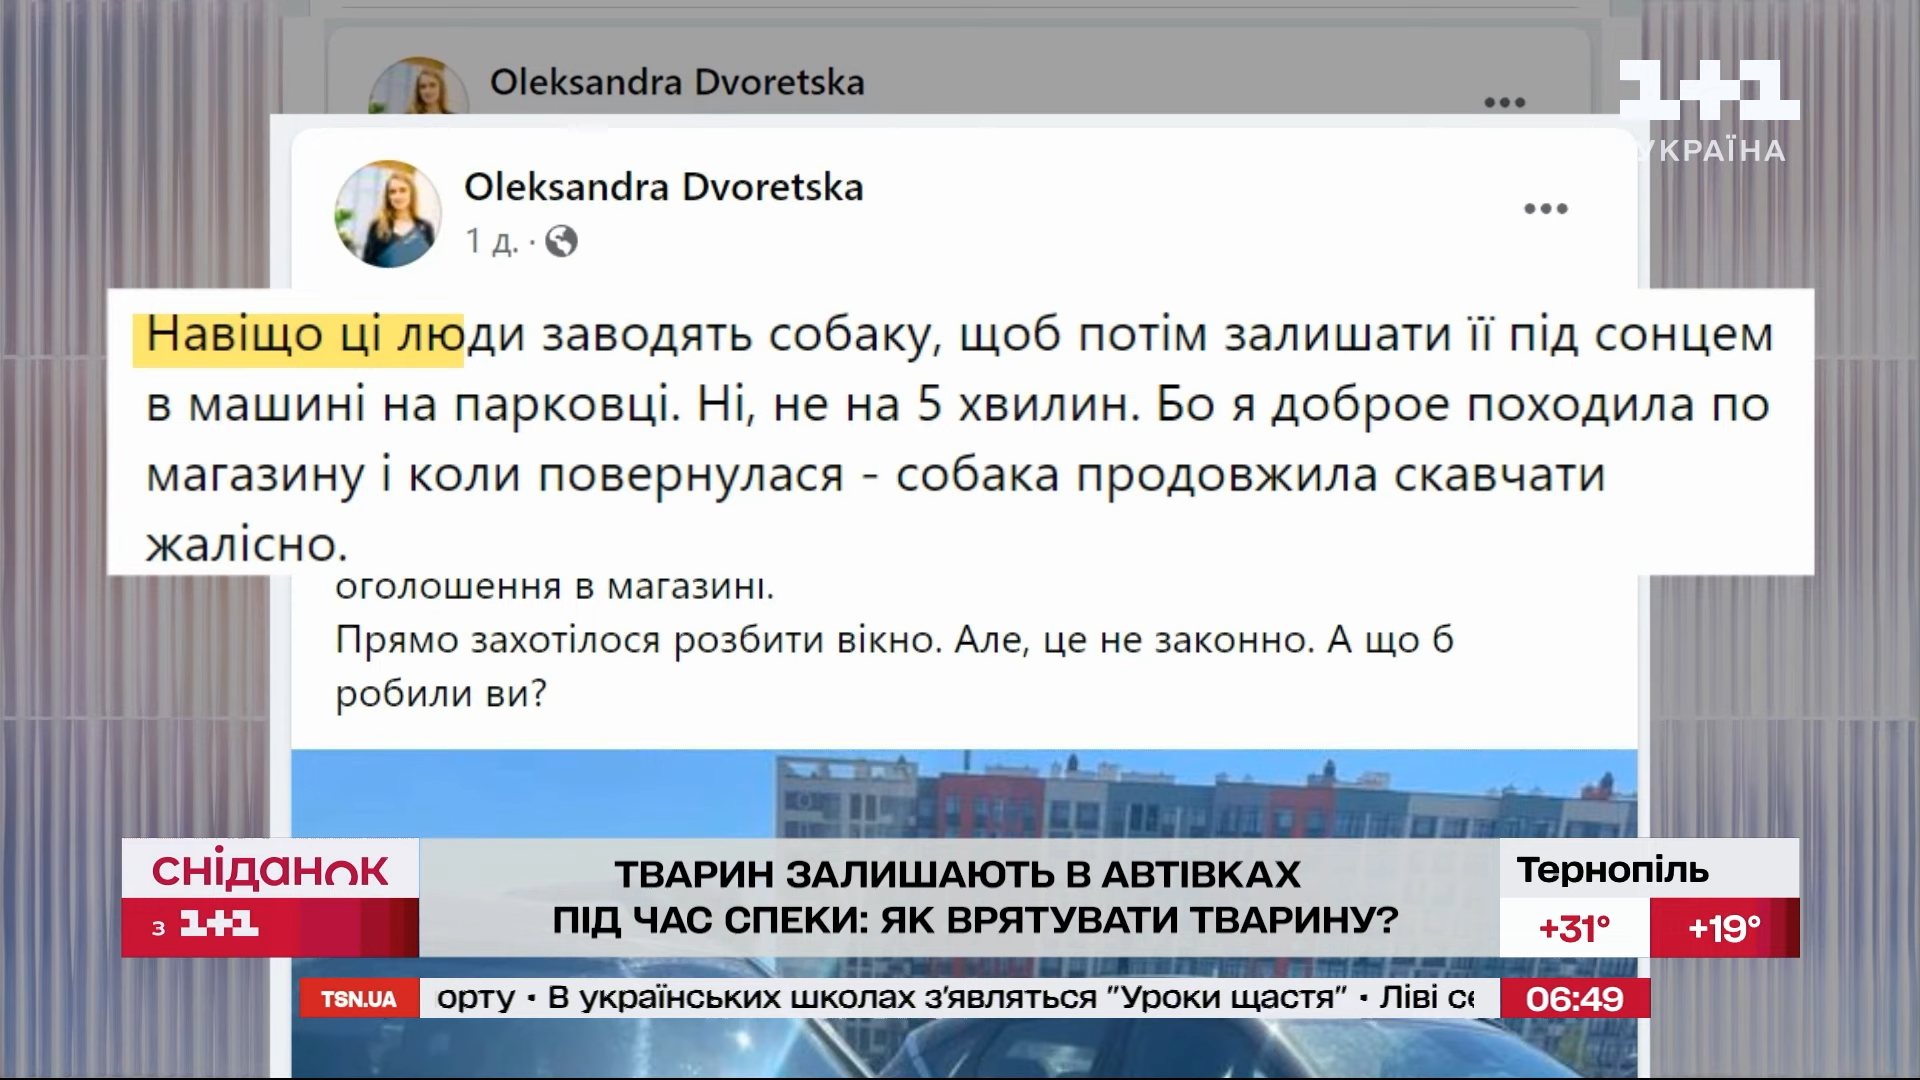 Oleksandra Dvoretska
1+1
УКРАЇНА
Oleksandra Dvoretska
1 д. ·
Навіщо ці люди заводять собаку, щоб потім залишати її під сонцем
в машині на парковці. Ні, не на 5 хвилин. Бо я доброе походила по
магазину і коли повернулася - собака продовжила скавчати
жалісно.
оголошення в магазині.
Прямо захотілося розбити вікно. Але, це не законно. А що б
робили ви?
СНІДАНОК
з 1+1
ТВАРИН ЗАЛИШАЮТЬ В АВТІВКАХ
ПІД ЧАС СПЕКИ: ЯК ВРЯТУВАТИ ТВАРИНУ?
Тернопіль
+31° +19°
TSN.UA орту • В українських школах з'являться "Уроки щастя" • Ліві се 06:49